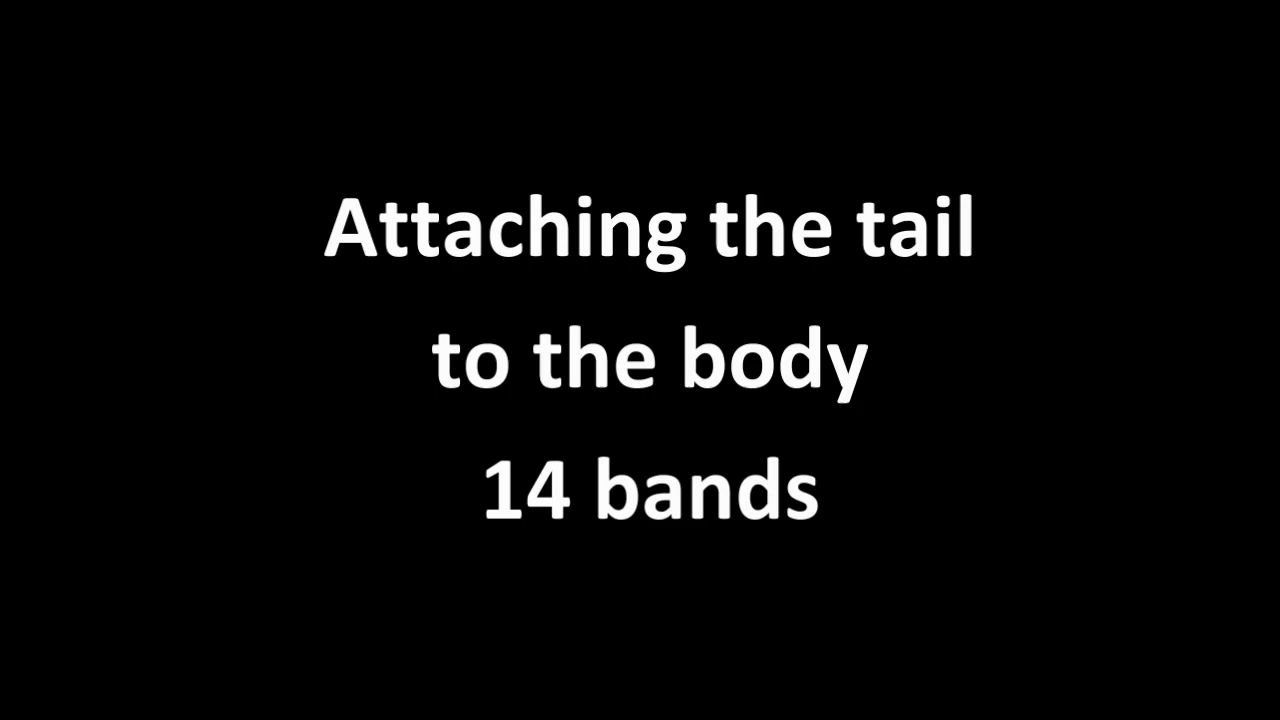 Attaching the tail
to the body
14 bands